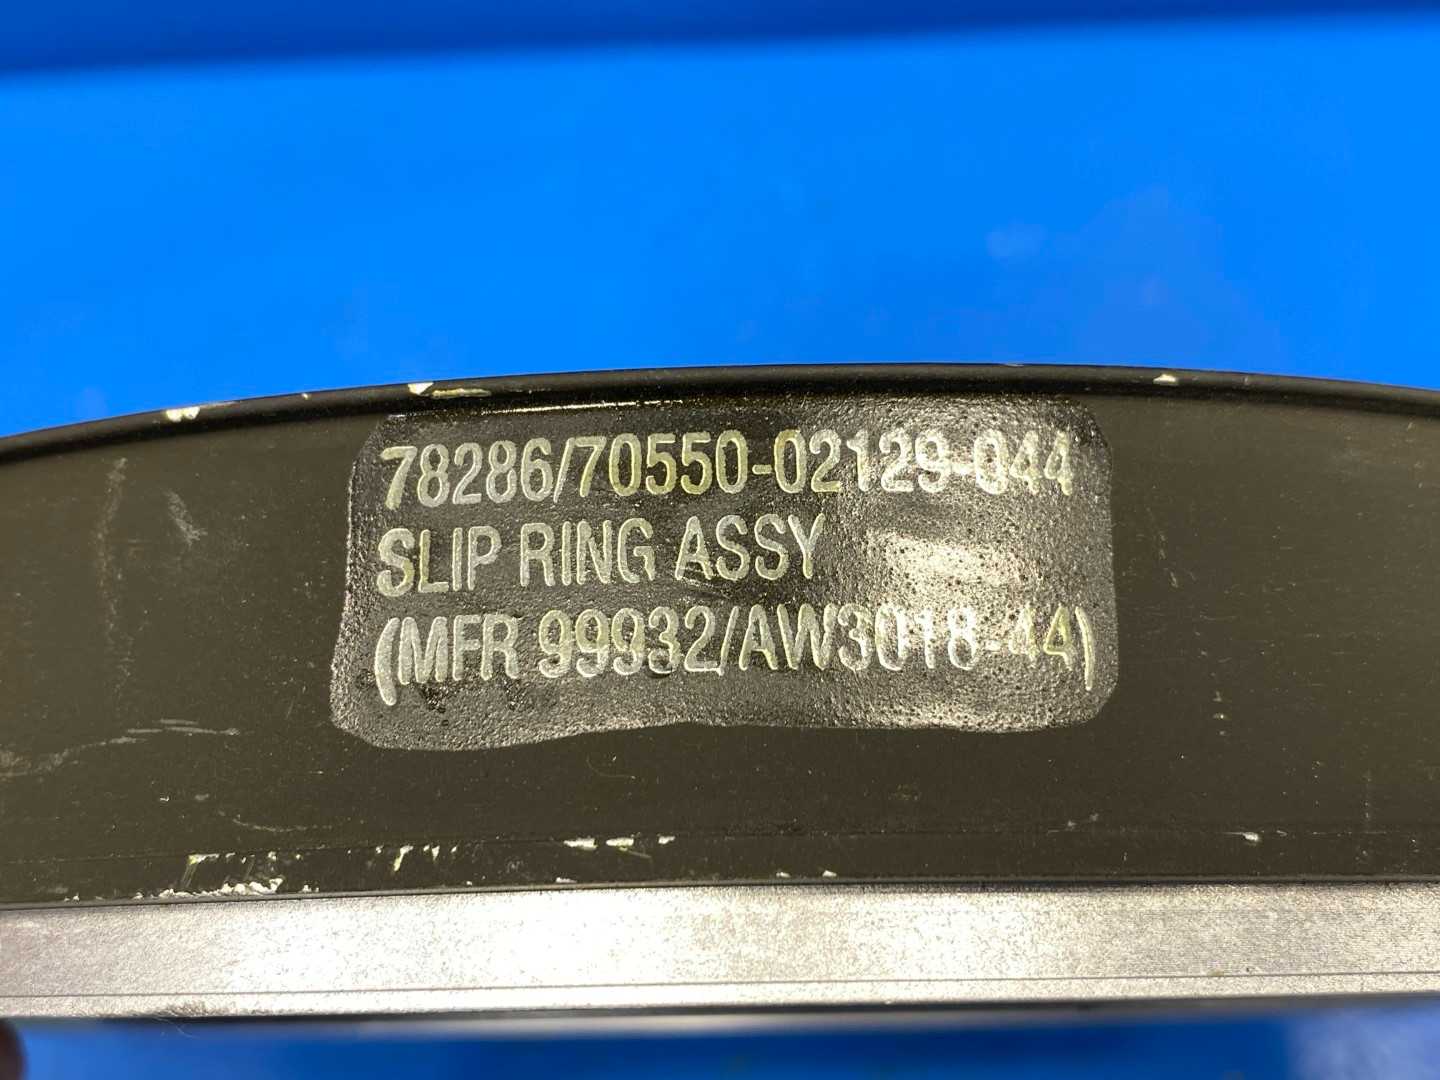 78286/70550-02129-044
SLIP RING ASSY
(MFR 99932/AW3018-44)